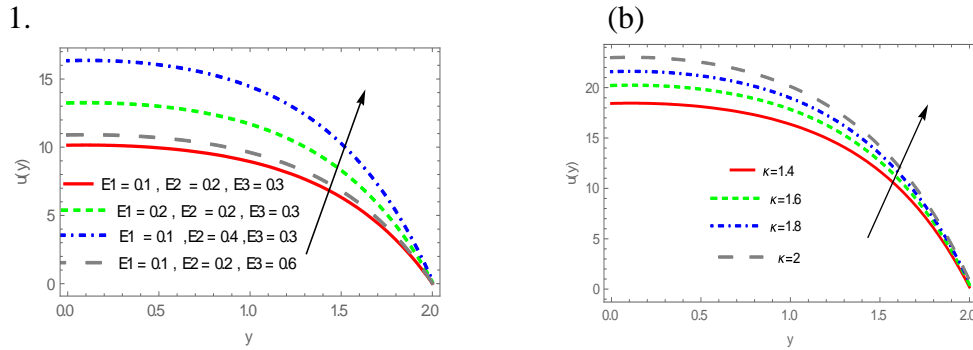 1.
(b)
u(y)
15
10
5
0
E1 = 0.1 , E2 = 0.2 , E3 = 0.3
E1 = 0.2 , E2 = 0.2 , E3 = 0.3
E1 = 0.1 ,E2 = 0.4 , E3 = 0.3
E1 = 0.1 , E2 = 0.2 , E3 = 0.6
0.0 0.5 1.0 1.5 2.0
y
u(y)
20
15
10
5
0
κ=1.4
κ=1.6
κ=1.8
κ=2
0.0 0.5 1.0 1.5 2.0
y